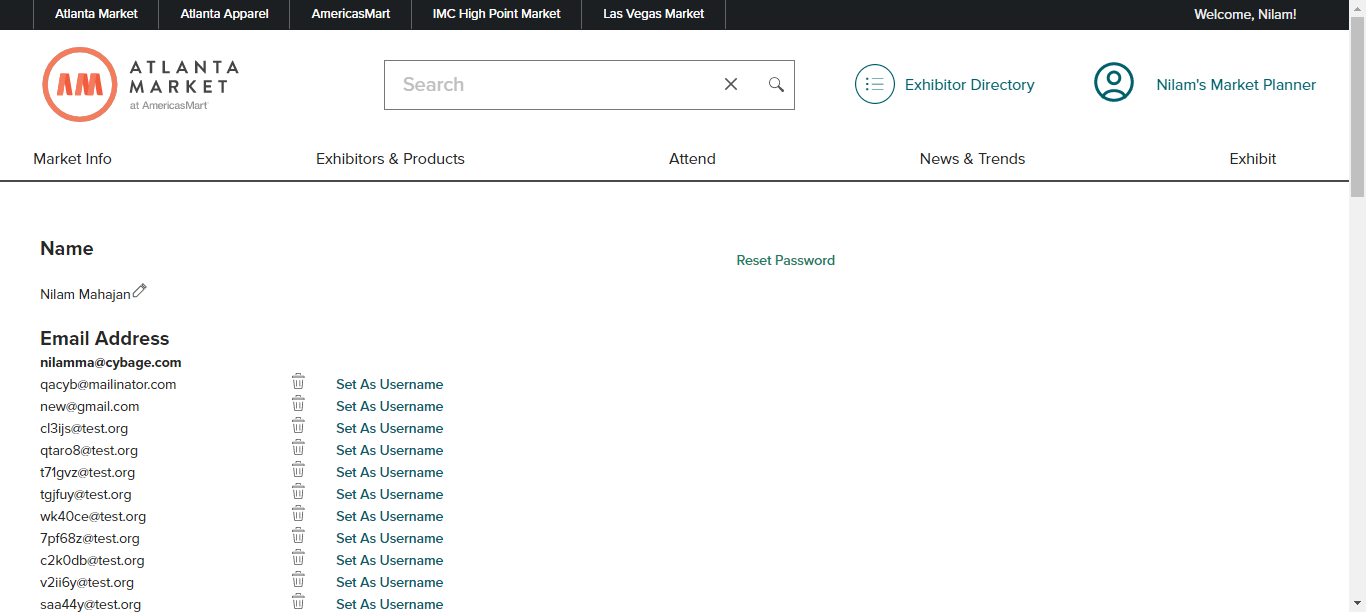 Atlanta Market Atlanta Apparel AmericasMart IMC High Point Market Las Vegas Market Welcome, Nilam!
AM ATLANTA
MARKET
at AmericasMart
Search Exhibitor Directory Nilam's Market Planner
Market Info Exhibitors & Products Attend News & Trends Exhibit
Name
Reset Password
Nilam Mahajan
Email Address
nilamma@cybage.com
qacyb@mailinator.com Set As Username
new@gmail.com Set As Username
cl3ijs@test.org Set As Username
qtaro8@test.org Set As Username
t71gvz@test.org Set As Username
tgjfuy@test.org Set As Username
wk40ce@test.org Set As Username
7pf68z@test.org Set As Username
c2k0db@test.org Set As Username
v2ii6y@test.org Set As Username
saa44y@test.org Set As Username